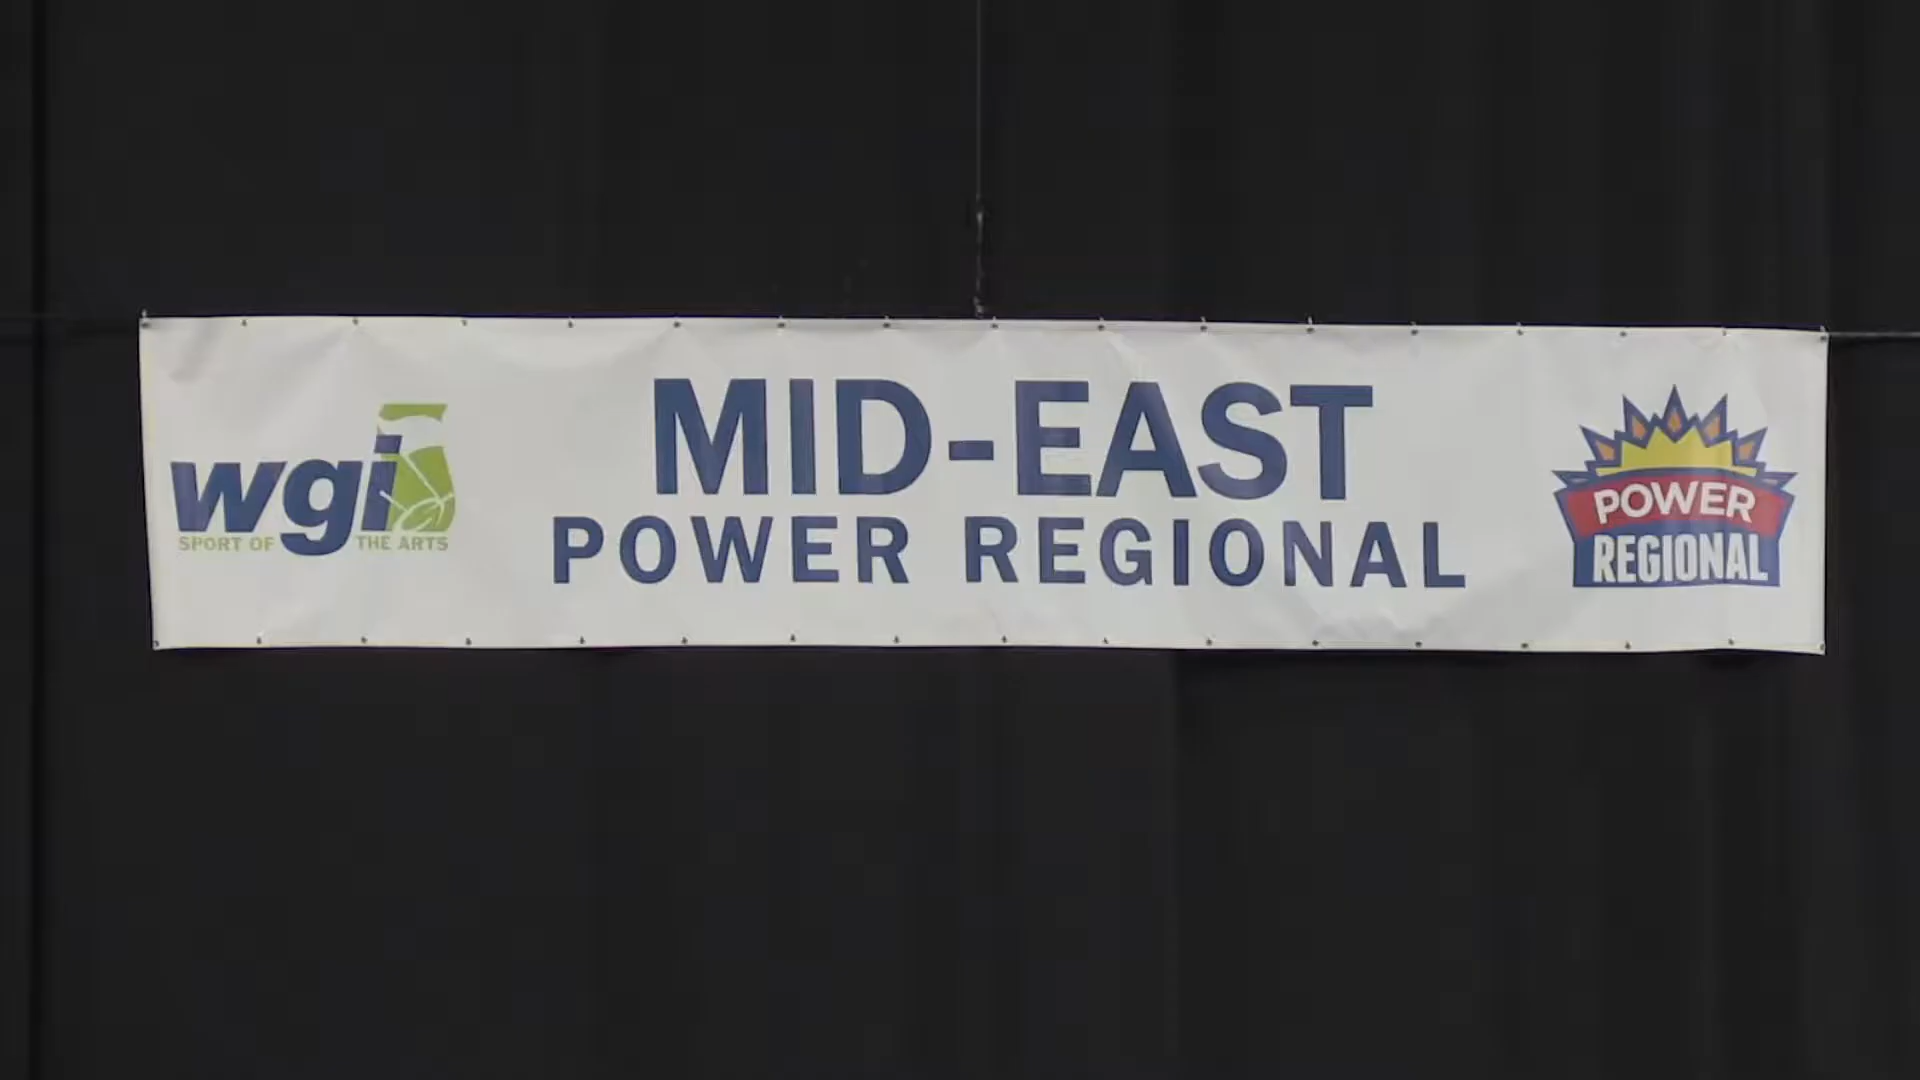 wgi
SPORT OF THE ARTS
MID-EAST
POWER REGIONAL
POWER
REGIONAL